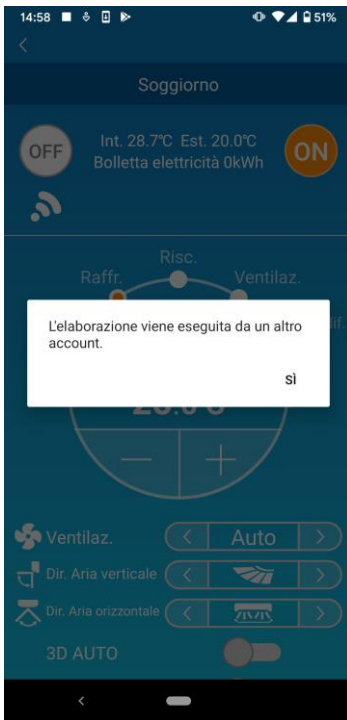 14:58 51%
Soggiorno
OFF Int. 28.7℃ Est. 20.0℃ ON
Bolletta elettricità 0kWh
Risc.
Raffr. Ventilaz.
L'elaborazione viene eseguita da un altro
account.
SÌ
Ventilaz. Auto
Dir. Aria verticale
Dir. Aria orizzontale
3D AUTO